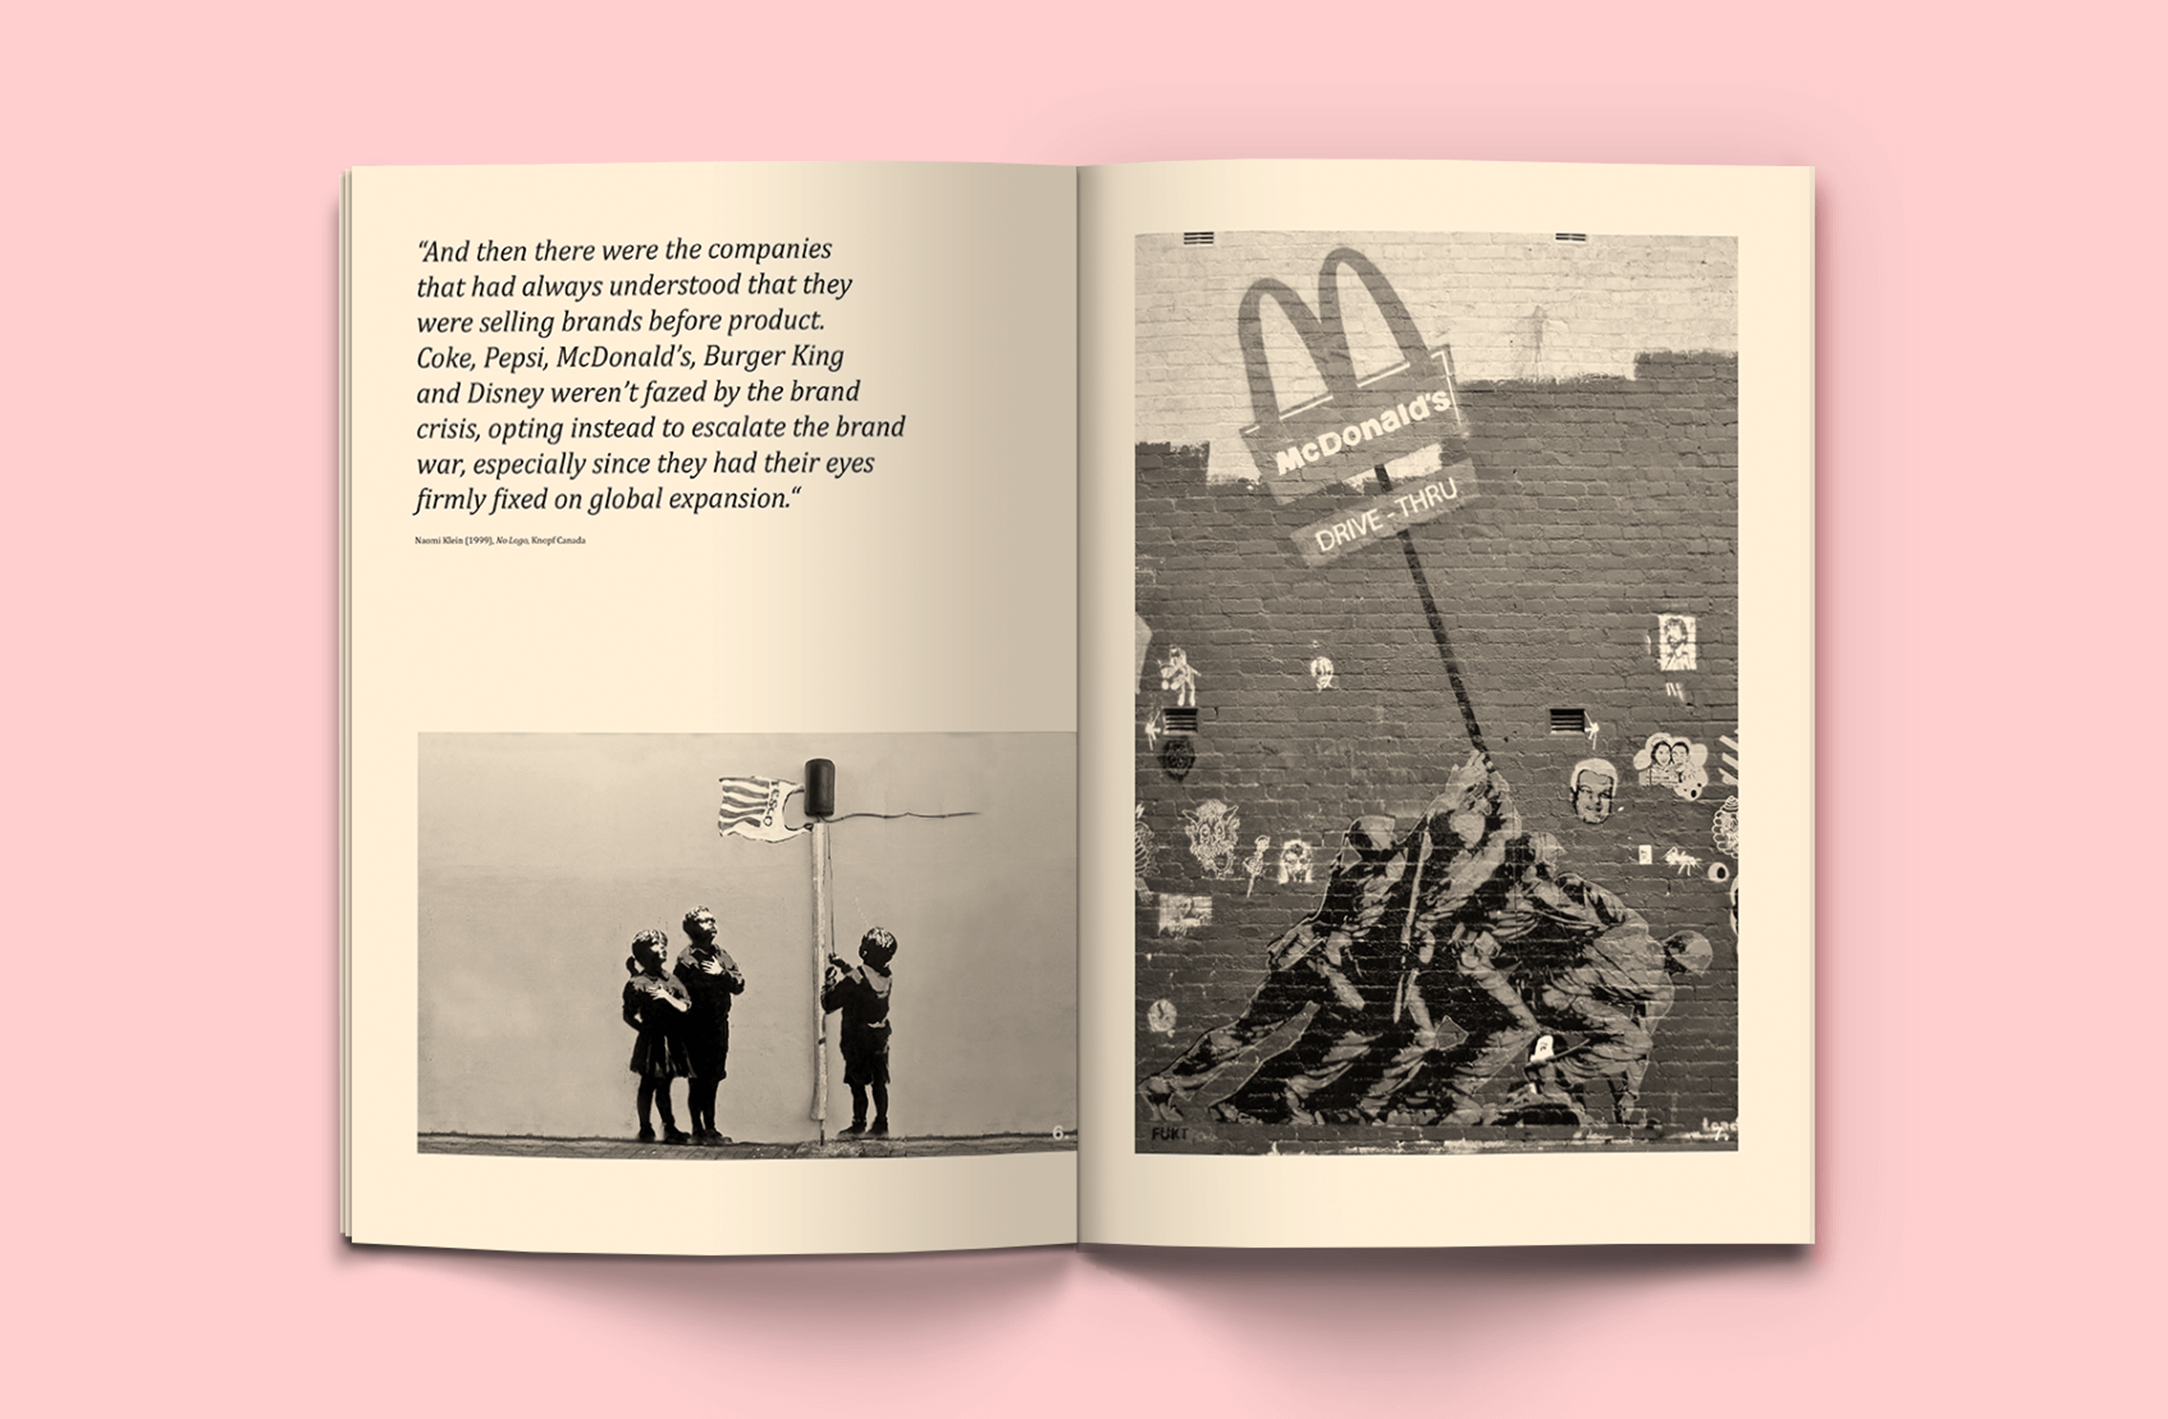 “And then there were the companies
that had always understood that they
were selling brands before product.
Coke, Pepsi, McDonald’s, Burger King
and Disney weren’t fazed by the brand
crisis, opting instead to escalate the brand
war, especially since they had their eyes
firmly fixed on global expansion.“
Naomi Klein (1999), No Logo, Knopf Canada
TESCO
6.
McDonald's
DRIVE-THRU
FUKT
7.